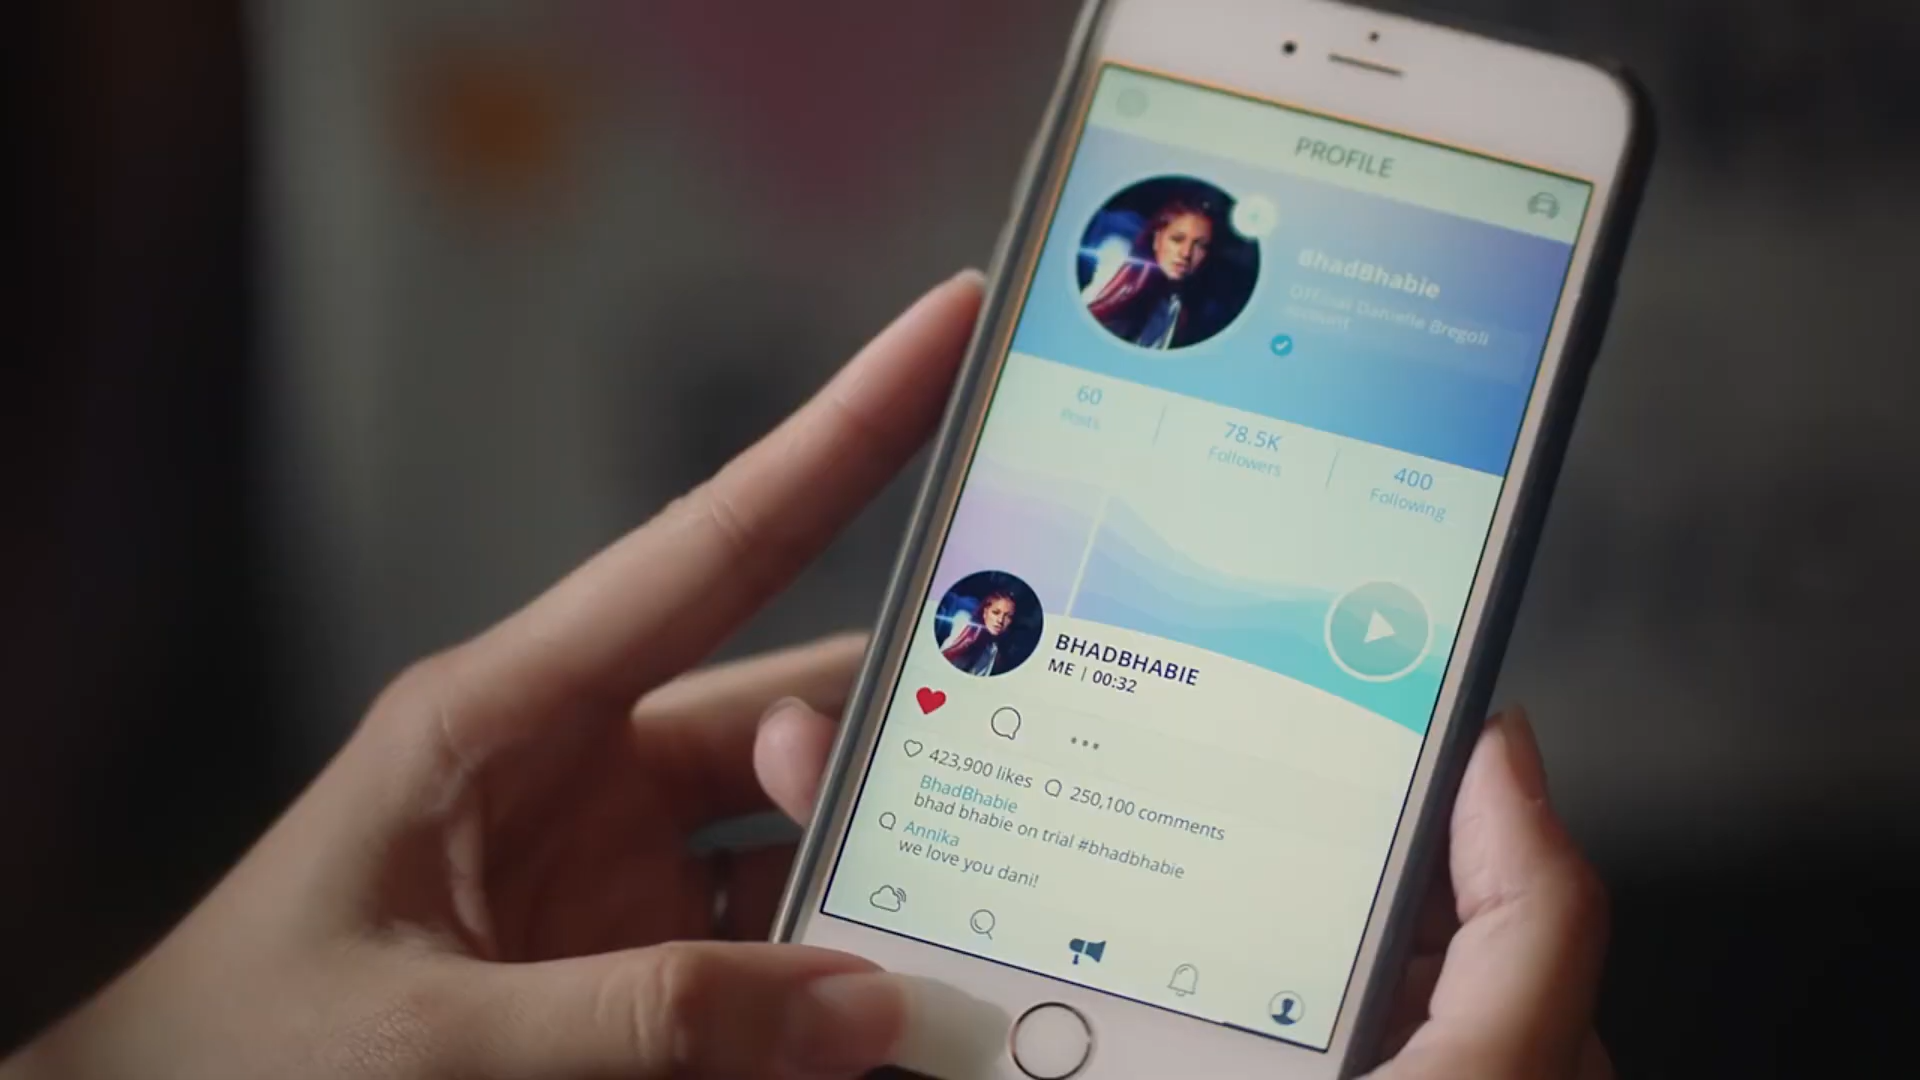 PROFILE
BhadBhabie
Official Danielle Bregoli
account
60
Posts
78.5K
Followers
400
Following
BHADBHABIE
ME | 00:32
423,900 likes 250,100 comments
BhadBhabie
bhad bhabie on trial #bhadbhabie
Annika
we love you dani!